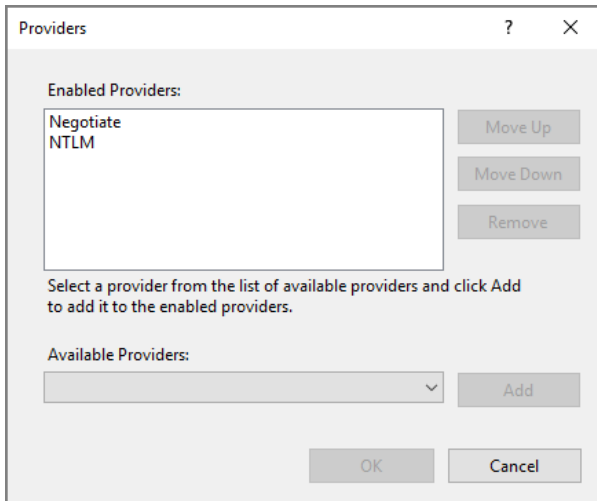 Providers
?
Enabled Providers:
Negotiate
NTLM
Move Up
Move Down
Remove
Select a provider from the list of available providers and click Add
to add it to the enabled providers.
Available Providers:
Add
OK
Cancel